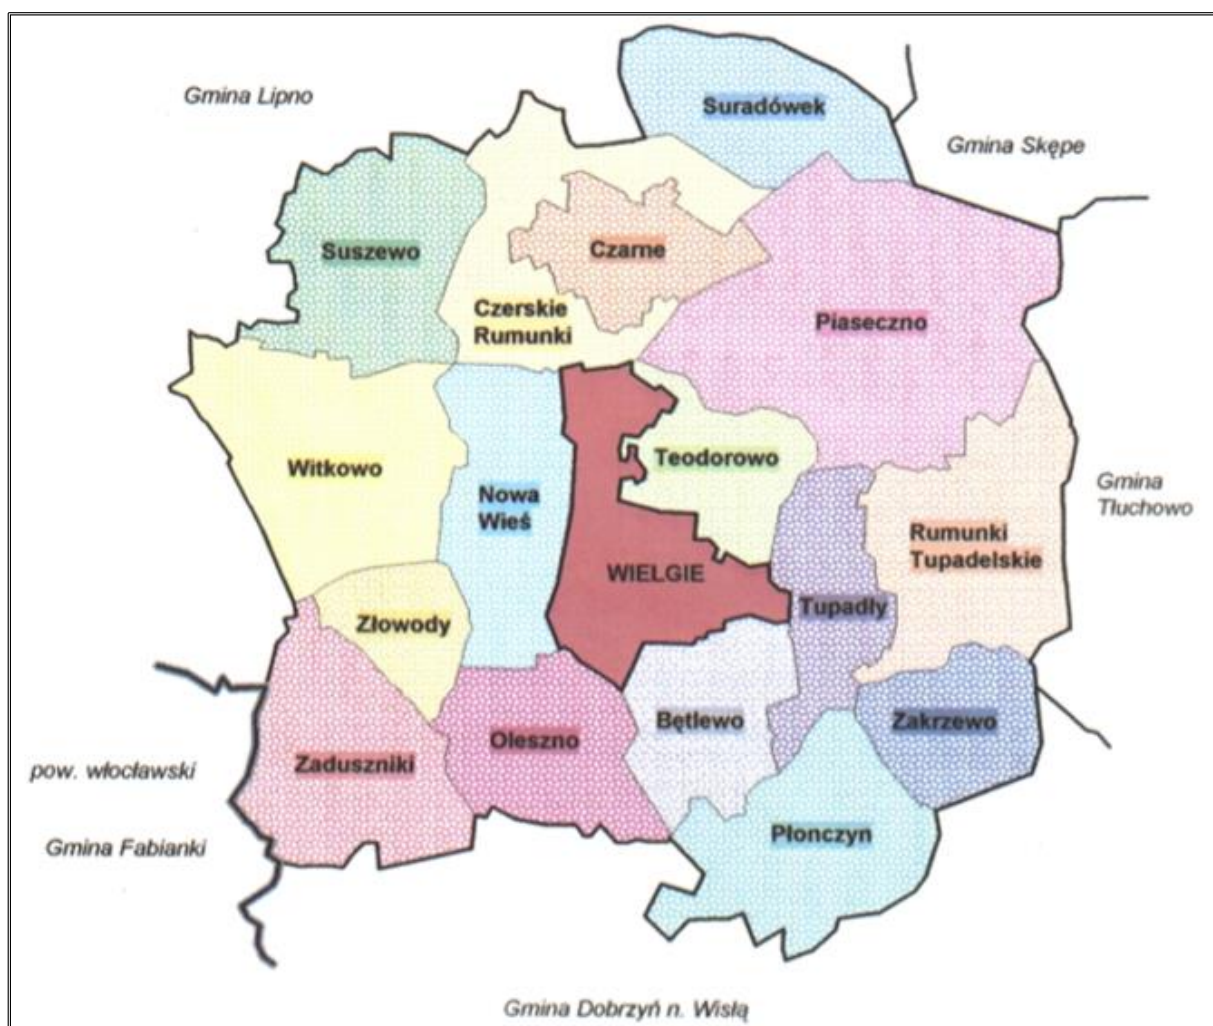 Gmina Lipno
Suradówek
Gmina Skępe
Suszewo
Czarne
Czerskie
Rumunki
Piaseczno
Witkowo
Nowa
Wieś
Teodorowo
Gmina
Tłuchowo
Rumunki
Tupadelskie
WIELGIE
Tupadły
Złowody
Zaduszniki
Oleszno
Bętlewo
Zakrzewo
pow. włocławski
Gmina Fabianki
Płonczyn
Gmina Dobrzyń n. Wisłą